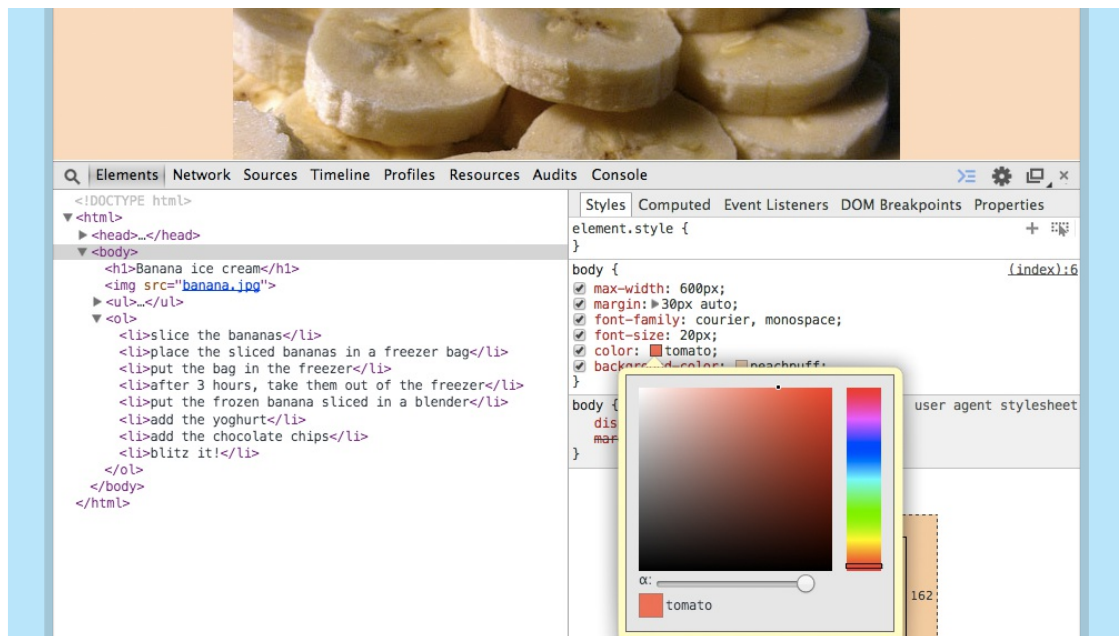 Elements Network Sources Timeline Profiles Resources Audits Console
<!DOCTYPE html>
▼<html>
▶<head>…</head>
▼<body>
<h1>Banana ice cream</h1>
<img src="banana.jpg">
▶<ul>…</ul>
▼<ol>
<li>slice the bananas</li>
<li>place the sliced bananas in a freezer bag</li>
<li>put the bag in the freezer</li>
<li>after 3 hours, take them out of the freezer</li>
<li>put the frozen banana sliced in a blender</li>
<li>add the yoghurt</li>
<li>add the chocolate chips</li>
<li>blitz it!</li>
</ol>
</body>
</html>
Styles Computed Event Listeners DOM Breakpoints Properties
element.style {
}
body { (index):6
max-width: 600px;
margin:▶30px auto;
font-family: courier, monospace;
font-size: 20px;
color: tomato;
background-color: peachpuff;
}
body { user agent stylesheet
dis
mar
}
α:
tomato
162